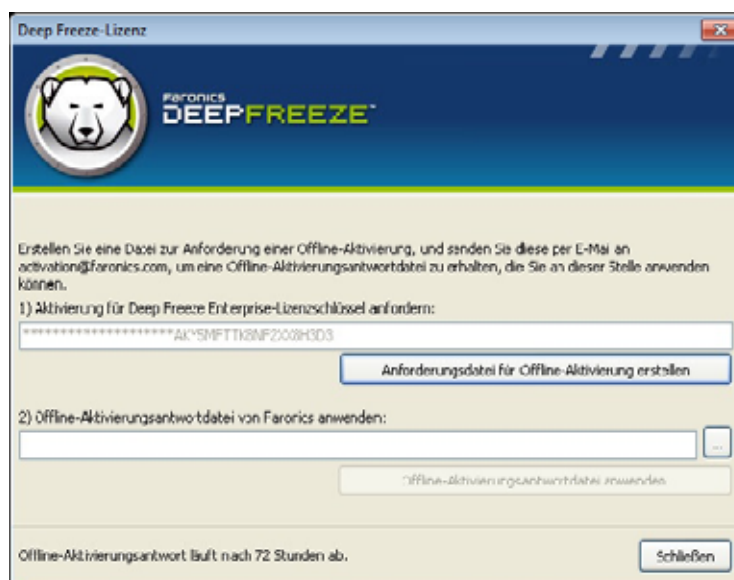 Deep Freeze-Lizenz
FARONICS
DEEPFREEZE™
Erstellen Sie eine Datei zur Anforderung einer Offline-Aktivierung, und senden Sie diese per E-Mail an
activation@faronics.com, um eine Offline-Aktivierungsantwortdatei zu erhalten, die Sie an dieser Stelle anwenden
können.
1) Aktivierung für Deep Freeze Enterprise-Lizenzschlüssel anfordern:
Anforderungsdatei für Offline-Aktivierung erstellen
2) Offline-Aktivierungsantwortdatei von Faronics anwenden:
...
Offline-Aktivierungsantwortdatei anwenden
Offline-Aktivierungsantwort läuft nach 72 Stunden ab.
Schließen